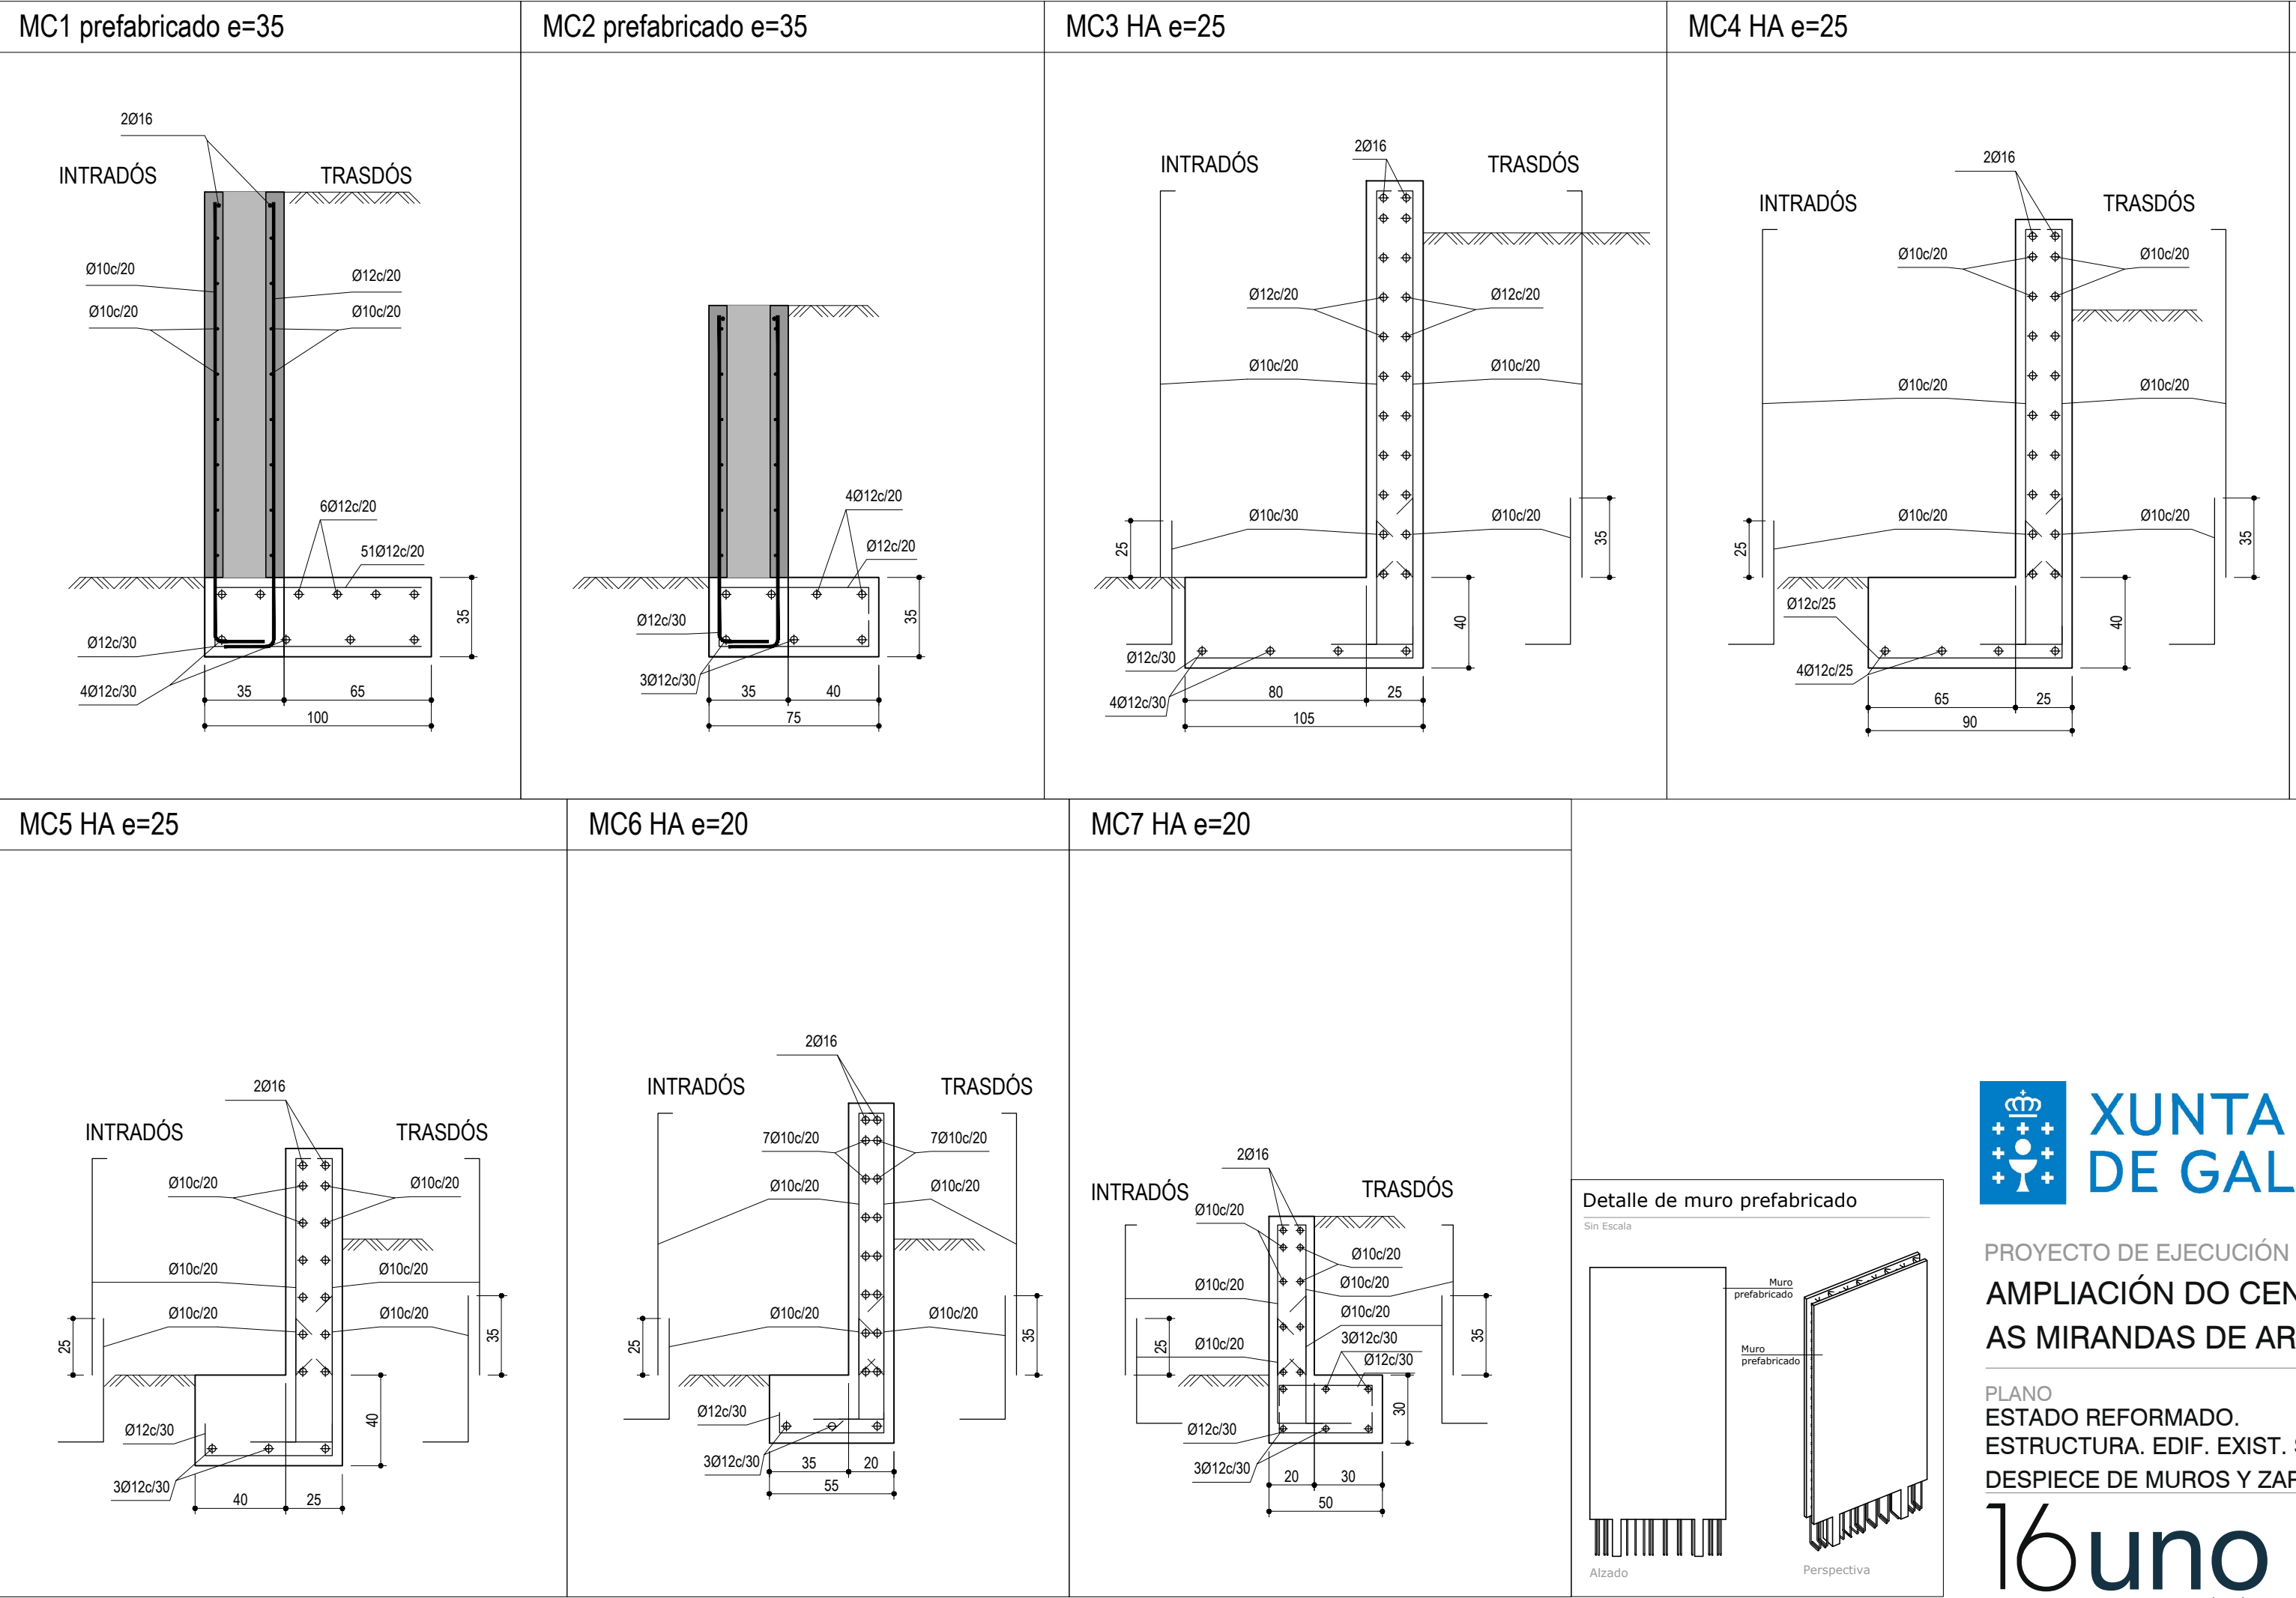 MC1 prefabricado e=35
2Ø16
INTRADÓS
TRASDÓS
Ø10c/20
Ø12c/20
Ø10c/20
Ø10c/20
6Ø12c/20
51Ø12c/20
35
Ø12c/30
4Ø12c/30
35
65
100
MC2 prefabricado e=35
4Ø12c/20
Ø12c/20
Ø12c/30
35
3Ø12c/30
35
40
75
MC3 HA e=25
2Ø16
INTRADÓS
TRASDÓS
Ø12c/20
Ø12c/20
Ø10c/20
Ø10c/20
Ø10c/30
Ø10c/20
25
35
40
Ø12c/30
4Ø12c/30
80
25
105
MC4 HA e=25
2Ø16
INTRADÓS
TRASDÓS
Ø10c/20
Ø10c/20
Ø10c/20
Ø10c/20
Ø10c/20
Ø10c/20
25
35
Ø12c/25
40
4Ø12c/25
65
25
90
MC5 HA e=25
2Ø16
INTRADÓS
TRASDÓS
Ø10c/20
Ø10c/20
Ø10c/20
Ø10c/20
Ø10c/20
Ø10c/20
25
35
40
Ø12c/30
3Ø12c/30
40
25
MC6 HA e=20
2Ø16
INTRADÓS
TRASDÓS
7Ø10c/20
7Ø10c/20
Ø10c/20
Ø10c/20
Ø10c/20
Ø10c/20
25
35
Ø12c/30
3Ø12c/30
35
20
55
MC7 HA e=20
2Ø16
INTRADÓS
TRASDÓS
Ø10c/20
Ø10c/20
Ø10c/20
Ø10c/20
Ø10c/20
3Ø12c/30
Ø10c/20
Ø12c/30
25
35
30
Ø12c/30
3Ø12c/30
20
30
50
Detalle de muro prefabricado
Sin Escala
Muro
prefabricado
Muro
prefabricado
Alzado
Perspectiva
XUNTA
DE GAL
PROYECTO DE EJECUCIÓN
AMPLIACIÓN DO CEN
AS MIRANDAS DE AR
PLANO
ESTADO REFORMADO.
ESTRUCTURA. EDIF. EXIST.
DESPIECE DE MUROS Y ZAP
16uno